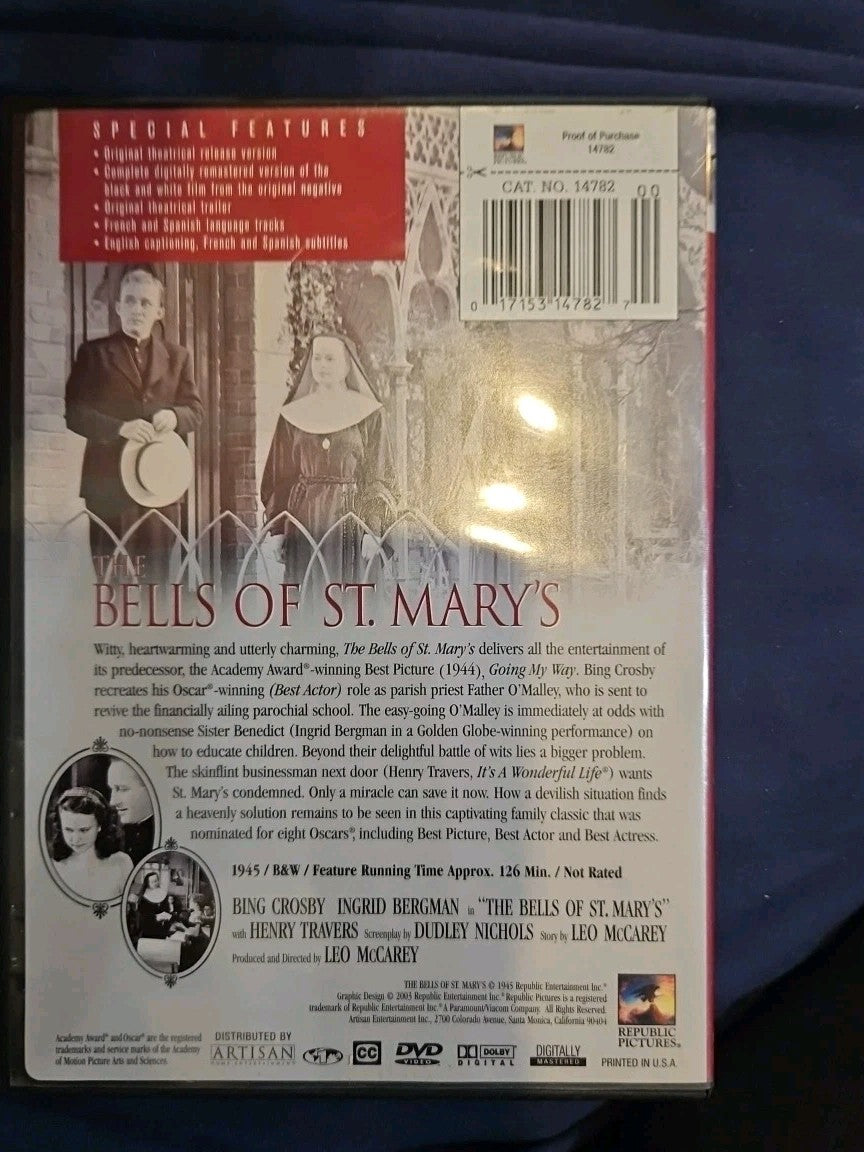 SPECIAL FEATURES
• Original theatrical release version
• Complete digitally remastered version of the
black and white film from the original negative
• Original theatrical trailer
• French and Spanish language tracks
• English captioning, French and Spanish subtitles
REPUBLIC
PICTURES
Proof of Purchase
14782
CAT. NO. 14782
00
0 17153 14782 7
THE
BELLS OF ST. MARY'S
Witty, heartwarming and utterly charming, The Bells of St. Mary's delivers all the entertainment of
its predecessor, the Academy Award®-winning Best Picture (1944), Going My Way. Bing Crosby
recreates his Oscar®-winning (Best Actor) role as parish priest Father O'Malley, who is sent to
revive the financially ailing parochial school. The easy-going O'Malley is immediately at odds with
no-nonsense Sister Benedict (Ingrid Bergman in a Golden Globe-winning performance) on
how to educate children. Beyond their delightful battle of wits lies a bigger problem.
The skinflint businessman next door (Henry Travers, It's A Wonderful Life®) wants
St. Mary's condemned. Only a miracle can save it now. How a devilish situation finds
a heavenly solution remains to be seen in this captivating family classic that was
nominated for eight Oscars®, including Best Picture, Best Actor and Best Actress.
1945 / B&W / Feature Running Time Approx. 126 Min. / Not Rated
BING CROSBY INGRID BERGMAN in "THE BELLS OF ST. MARY'S"
with HENRY TRAVERS Screenplay by DUDLEY NICHOLS Story by LEO McCAREY
Produced and Directed by LEO McCAREY
THE BELLS OF ST. MARY'S © 1945 Republic Entertainment Inc.®
Graphic Design © 2003 Republic Entertainment Inc.® Republic Pictures is a registered
trademark of Republic Entertainment Inc.® A Paramount/Viacom Company. All Rights Reserved.
Artisan Entertainment Inc., 2700 Colorado Avenue, Santa Monica, California 90404
REPUBLIC
PICTURES®
Academy Award® and Oscar® are the registered
trademarks and service marks of the Academy
of Motion Picture Arts and Sciences.
DISTRIBUTED BY
ARTISAN
HOME ENTERTAINMENT
CC
DVD
VIDEO
DOLBY
DIGITAL
DIGITALLY
MASTERED
PRINTED IN U.S.A.